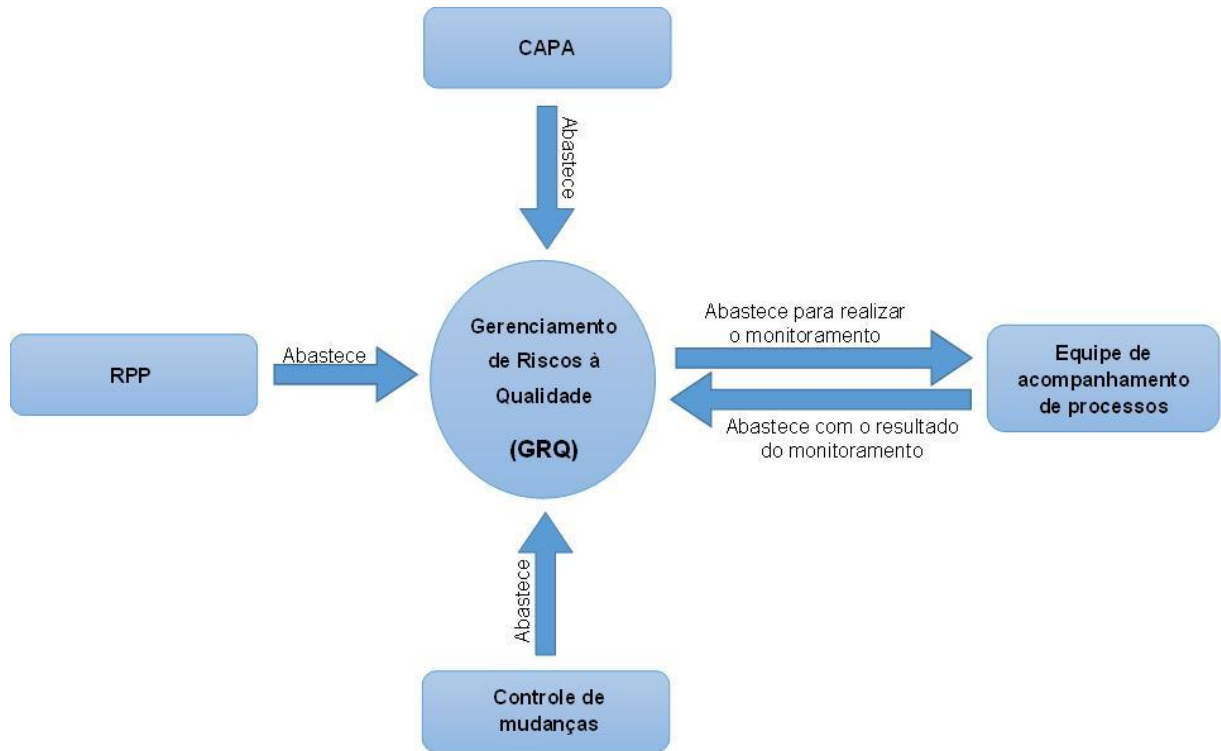 CAPA
Abastece
Gerenciamento
de Riscos à
Qualidade
(GRQ)
RPP
Abastece
Abastece para realizar
o monitoramento
Abastece com o resultado
do monitoramento
Equipe de
acompanhamento
de processos
Abastece
Controle de
mudanças